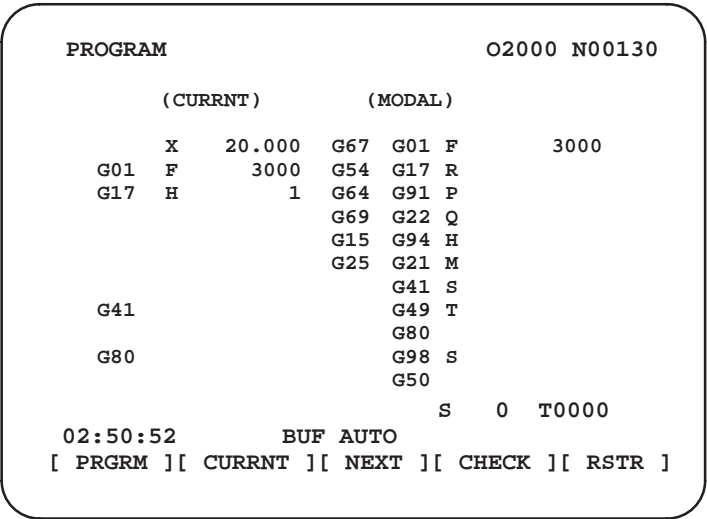 PROGRAM O2000 N00130
(CURRNT) (MODAL)
X 20.000 G67 G01 F 3000
G01 F 3000 G54 G17 R
G17 H 1 G64 G91 P
G69 G22 Q
G15 G94 H
G25 G21 M
G41 S
G41 G49 T
G80
G80 G98 S
G50
S 0 T0000
02:50:52 BUF AUTO
[ PRGRM ][ CURRNT ][ NEXT ][ CHECK ][ RSTR ]